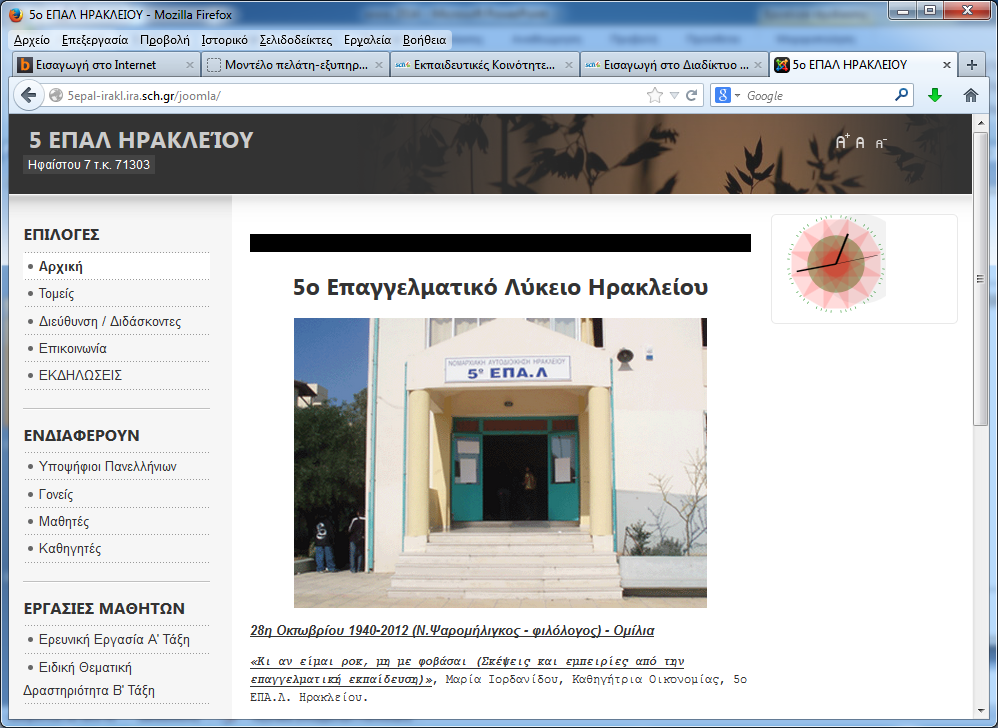 5ο ΕΠΑΛ ΗΡΑΚΛΕΙΟΥ - Mozilla Firefox
Αρχείο Επεξεργασία Προβολή Ιστορικό Σελιδοδείκτες Εργαλεία Βοήθεια
Εισαγωγή στο Internet
Μοντέλο πελάτη-εξυπηρ...
Εκπαιδευτικές Κοινότητε...
Εισαγωγή στο Διαδίκτυο ...
5ο ΕΠΑΛ ΗΡΑΚΛΕΙΟΥ
5epal-irakl.ira.sch.gr/joomla/
Google
5 ΕΠΑΛ ΗΡΑΚΛΕΊΟΥ
Ηφαίστου 7 τ.κ. 71303
A+ A A-
ΕΠΙΛΟΓΕΣ
Αρχική
Τομείς
Διεύθυνση / Διδάσκοντες
Επικοινωνία
ΕΚΔΗΛΩΣΕΙΣ
ΕΝΔΙΑΦΕΡΟΥΝ
Υποψήφιοι Πανελλήνιων
Γονείς
Μαθητές
Καθηγητές
ΕΡΓΑΣΙΕΣ ΜΑΘΗΤΩΝ
Ερευνική Εργασία Α' Τάξη
Ειδική Θεματική
Δραστηριότητα Β' Τάξη
5ο Επαγγελματικό Λύκειο Ηρακλείου
ΝΟΜΑΡΧΙΑΚΗ ΑΥΤΟΔΙΟΙΚΗΣΗ ΗΡΑΚΛΕΙΟΥ
5ο ΕΠΑ.Λ
28η Οκτωβρίου 1940-2012 (Ν.Ψαρομήλιγκος - φιλόλογος) - Ομίλια
«Κι αν είμαι ροκ, μη με φοβάσαι (Σκέψεις και εμπειρίες από την
επαγγελματική εκπαίδευση)», Μαρία Ιορδανίδου, Καθηγήτρια Οικονομίας, 5ο
ΕΠΑ.Λ. Ηρακλείου.